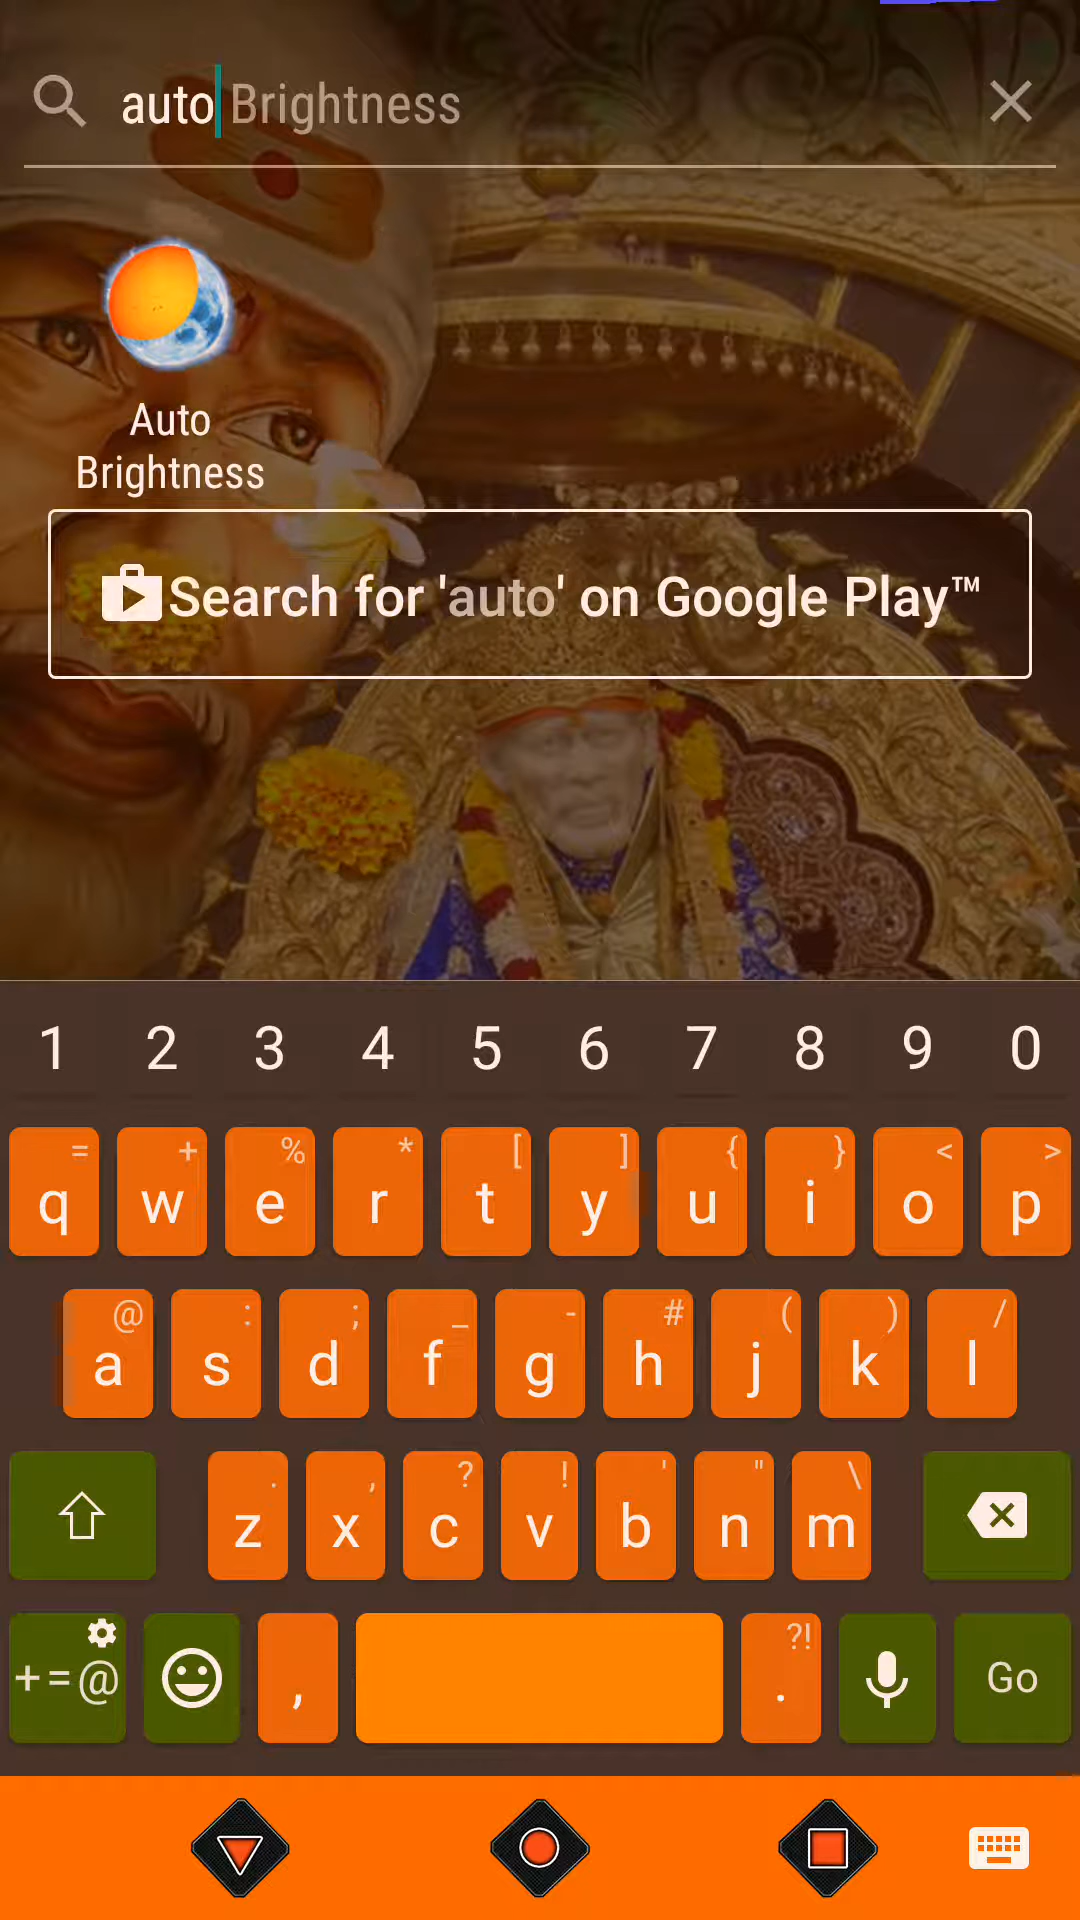 auto Brightness
Auto
Brightness
Search for 'auto' on Google Play™
1 2 3 4 5 6 7 8 9 0
= + % * [ ] { } < >
q w e r t y u i o p
@ : ; _ - # ( ) /
a s d f g h j k l
. , ? ! ' " \
z x c v b n m
?!
+=@ , . Go